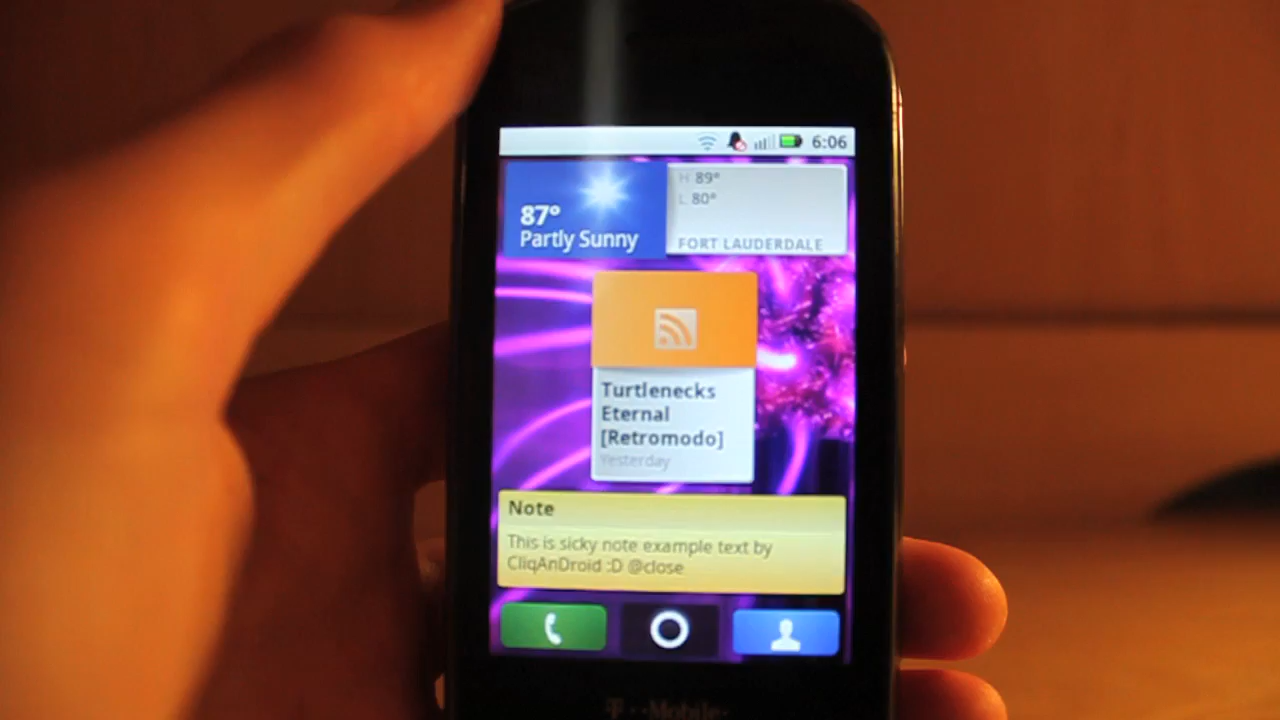 6:06
H 89°
L 80°
87°
Partly Sunny
FORT LAUDERDALE
Turtlenecks
Eternal
[Retromodo]
Yesterday
Note
This is sicky note example text by
CliqAnDroid :D @close
T··Mobile·